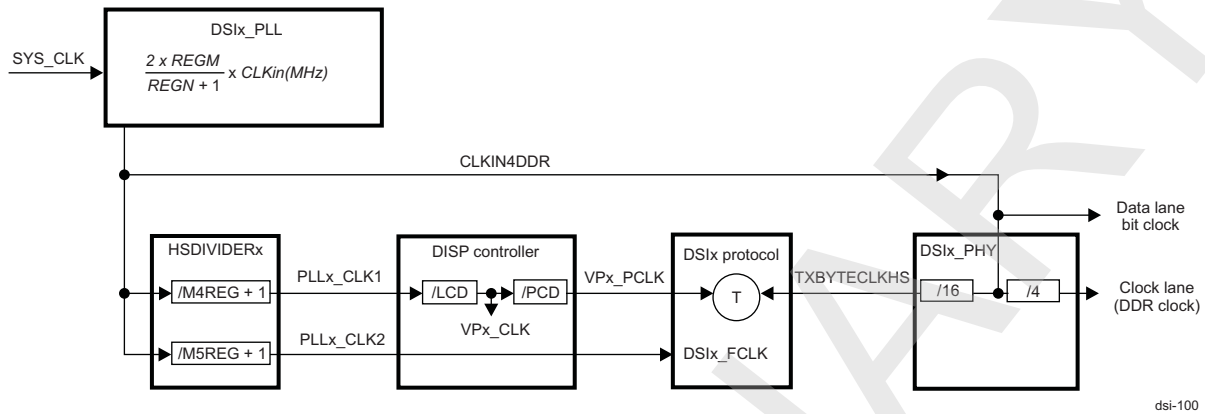 DSIx_PLL
SYS_CLK
2 x REGM
REGN + 1
x CLKin(MHz)
CLKIN4DDR
Data lane
bit clock
HSDIVIDERx
DISP controller
DSIx protocol
DSIx_PHY
/M4REG + 1
PLLx_CLK1
/LCD
/PCD
VPx_PCLK
T
TXBYTECLKHS
/16
/4
Clock lane
(DDR clock)
VPx_CLK
/M5REG + 1
PLLx_CLK2
DSIx_FCLK
dsi-100